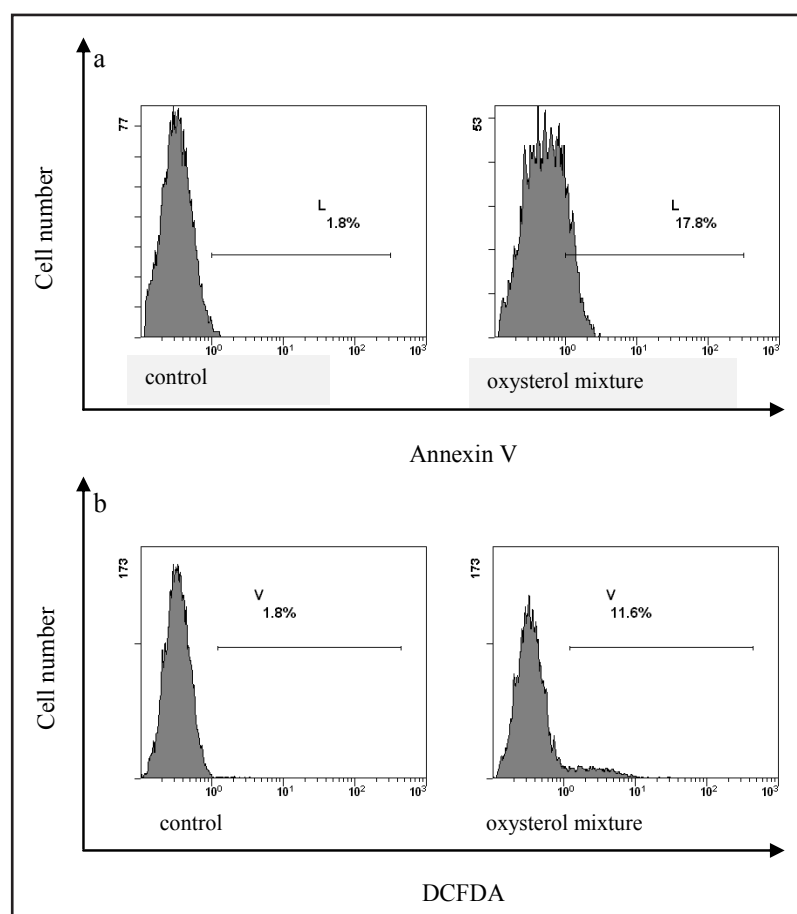 a
77
53
Cell number
L
1.8%
L
17.8%
10⁰ 10¹ 10² 10³
10⁰ 10¹ 10² 10³
control
oxysterol mixture
Annexin V
b
173
173
Cell number
V
1.8%
V
11.6%
10⁰ 10¹ 10² 10³
10⁰ 10¹ 10² 10³
control
oxysterol mixture
DCFDA